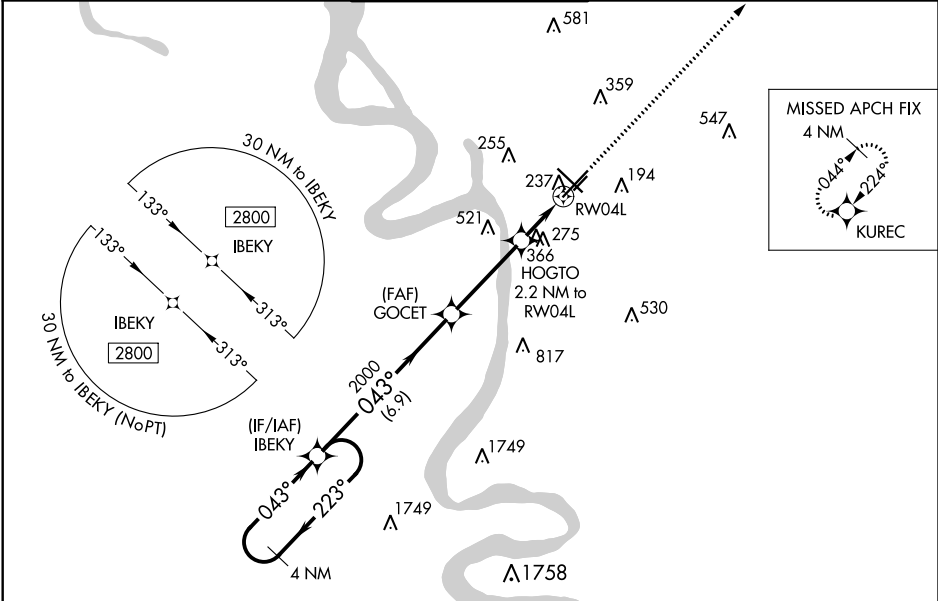 581
359
547
MISSED APCH FIX
4 NM
044°
224°
KUREC
30 NM to IBEKY
133°
2800
IBEKY
313°
255
237
194
RW04L
521
275
366
HOGTO
2.2 NM to
RW04L
133°
IBEKY
2800
313°
30 NM to IBEKY (NoPT)
(FAF)
GOCET
530
817
2000
043°
(6.9)
(IF/IAF)
IBEKY
1749
043°
223°
4 NM
1749
1758